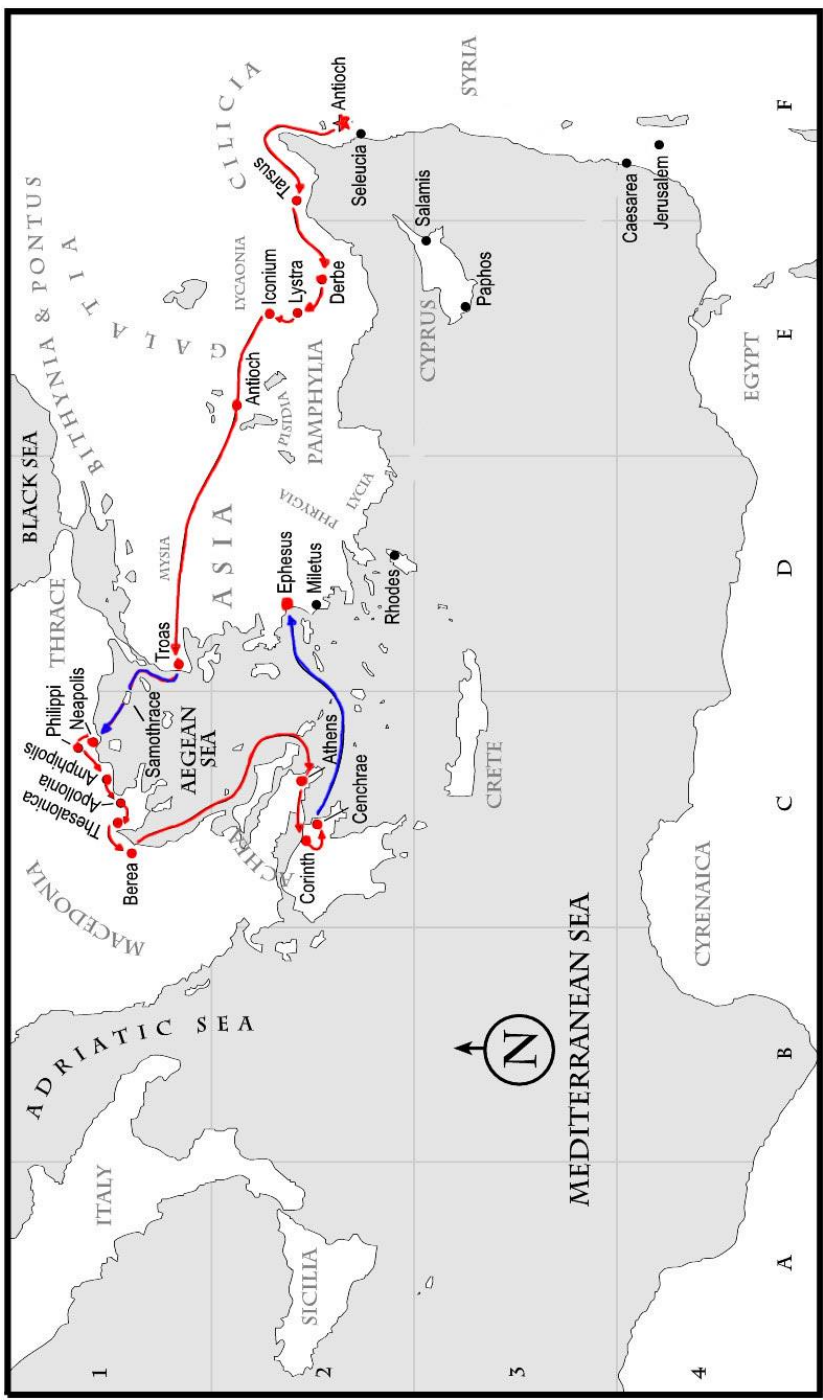 BLACK SEA
BITHYNIA & PONTUS
THRACE
Philippi
Neapolis
Amphipolis
Apollonia
Thessalonica
MACEDONIA
Berea
Samothrace
Troas
MYSIA
ADRIATIC SEA
ITALY
1
AEGEAN
SEA
ASIA
GALATIA
Antioch
LYCAONIA
Iconium
Lystra
Derbe
CILICIA
Tarsus
Antioch
Seleucia
PISIDIA
PAMPHYLIA
PHRYGIA
LYCIA
Ephesus
Miletus
Athens
Cenchrae
Corinth
SICILIA
2
Rhodes
CYPRUS
Salamis
Paphos
SYRIA
CRETE
N
MEDITERRANEAN SEA
3
Caesarea
Jerusalem
CYRENAICA
EGYPT
4
A
B
C
D
E
F